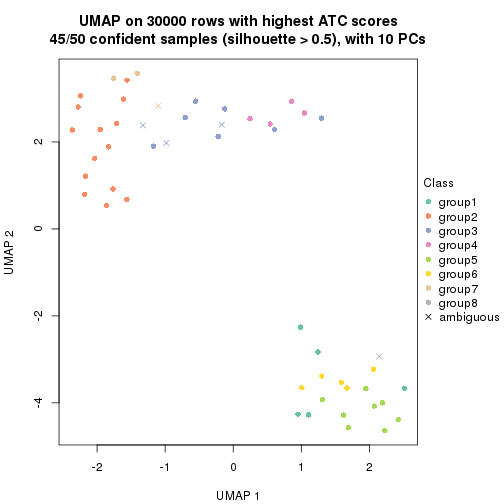 UMAP on 30000 rows with highest ATC scores
45/50 confident samples (silhouette > 0.5), with 10 PCs
UMAP 2
2
0
-2
-4
-2
-1
0
1
2
UMAP 1
Class
group1
group2
group3
group4
group5
group6
group7
group8
ambiguous